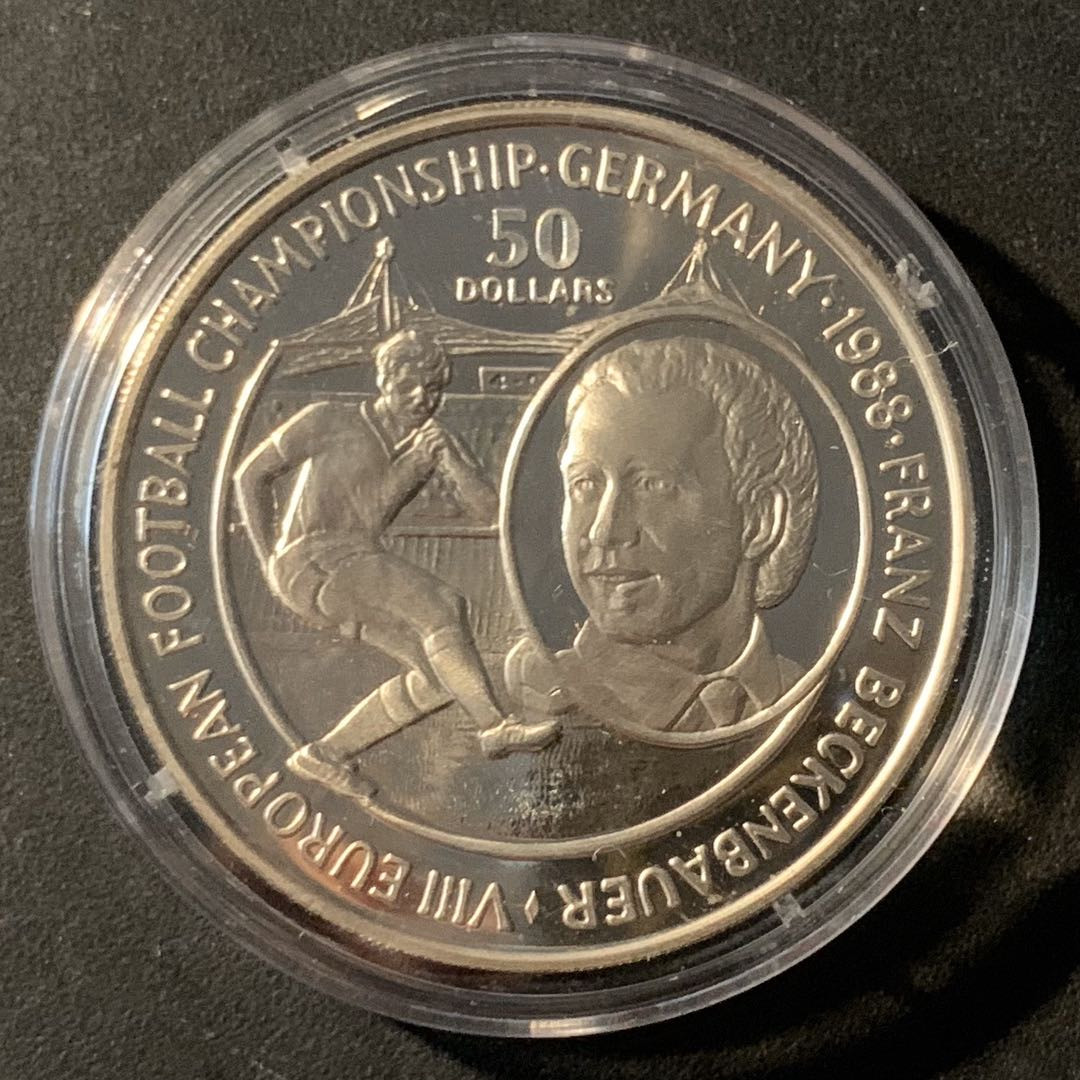 VIII EUROPEAN FOOTBALL CHAMPIONSHIP · GERMANY · 1988 · FRANZ BECKENBAUER
50
DOLLARS